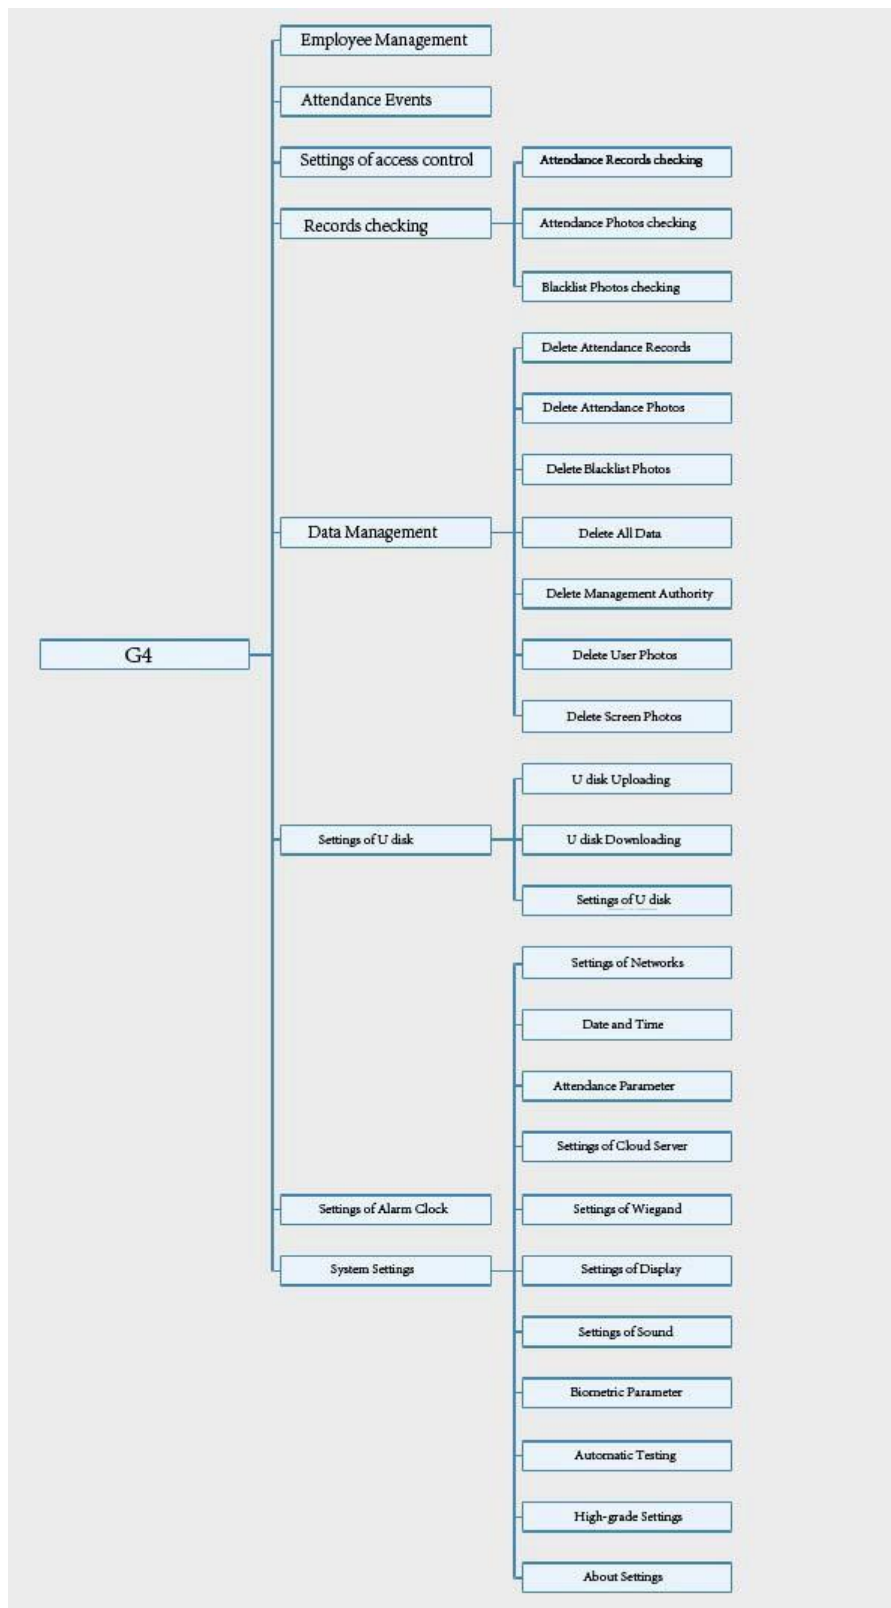 Employee Management
Attendance Events
Settings of access control
Records checking
Attendance Records checking
Attendance Photos checking
Blacklist Photos checking
Data Management
Delete Attendance Records
Delete Attendance Photos
Delete Blacklist Photos
Delete All Data
Delete Management Authority
Delete User Photos
Delete Screen Photos
G4
Settings of U disk
U disk Uploading
U disk Downloading
Settings of U disk
Settings of Alarm Clock
System Settings
Settings of Networks
Date and Time
Attendance Parameter
Settings of Cloud Server
Settings of Wiegand
Settings of Display
Settings of Sound
Biometric Parameter
Automatic Testing
High-grade Settings
About Settings